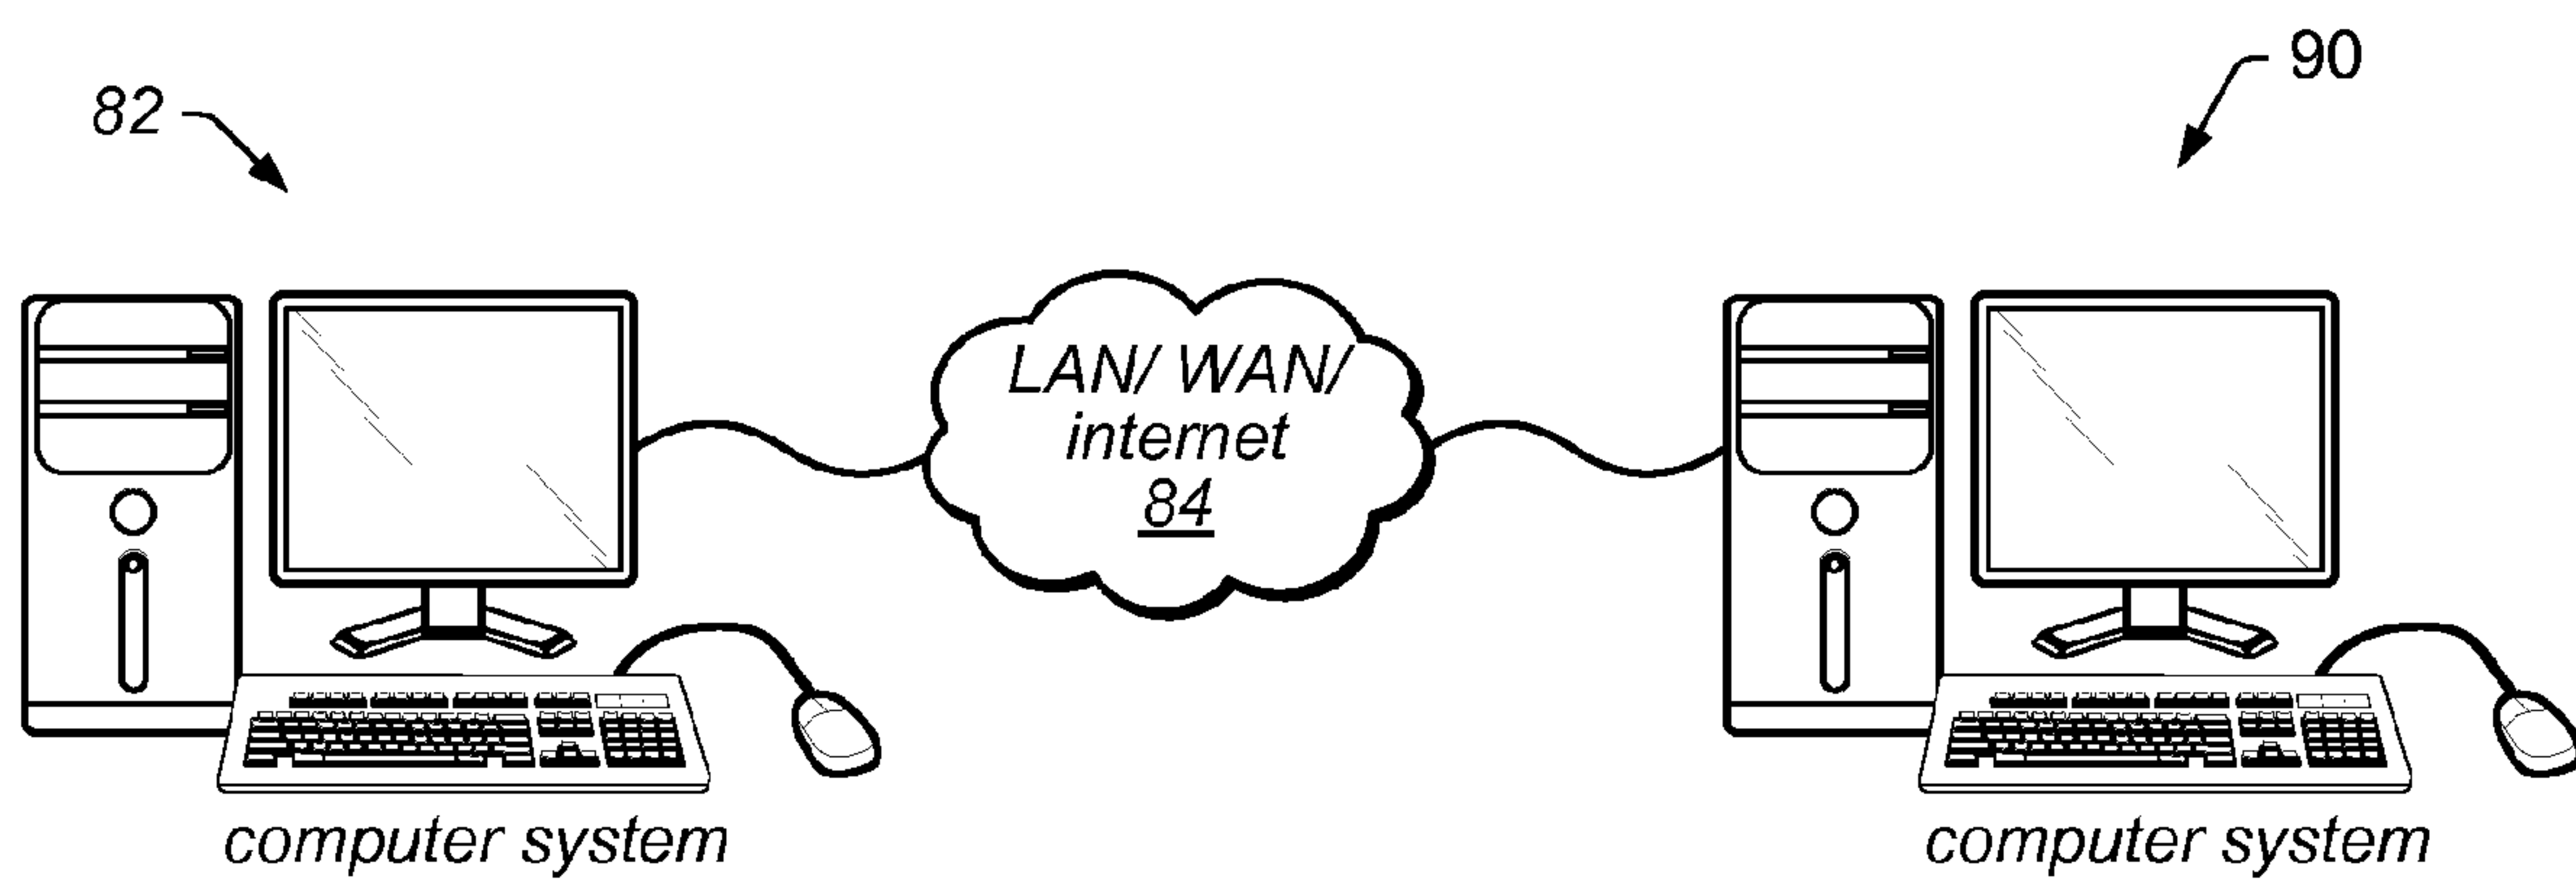 82
90
LAN/ WAN/
internet
84
computer system
computer system